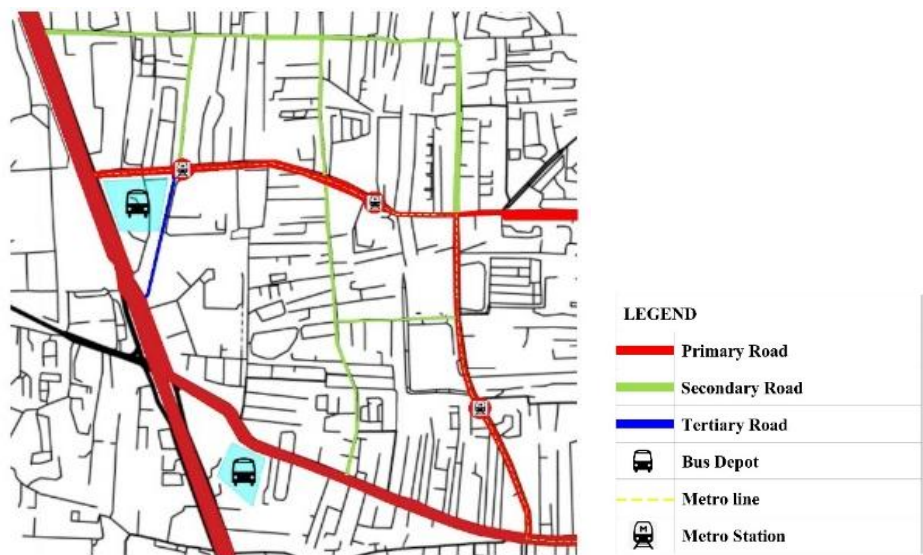 LEGEND
Primary Road
Secondary Road
Tertiary Road
Bus Depot
Metro line
M Metro Station